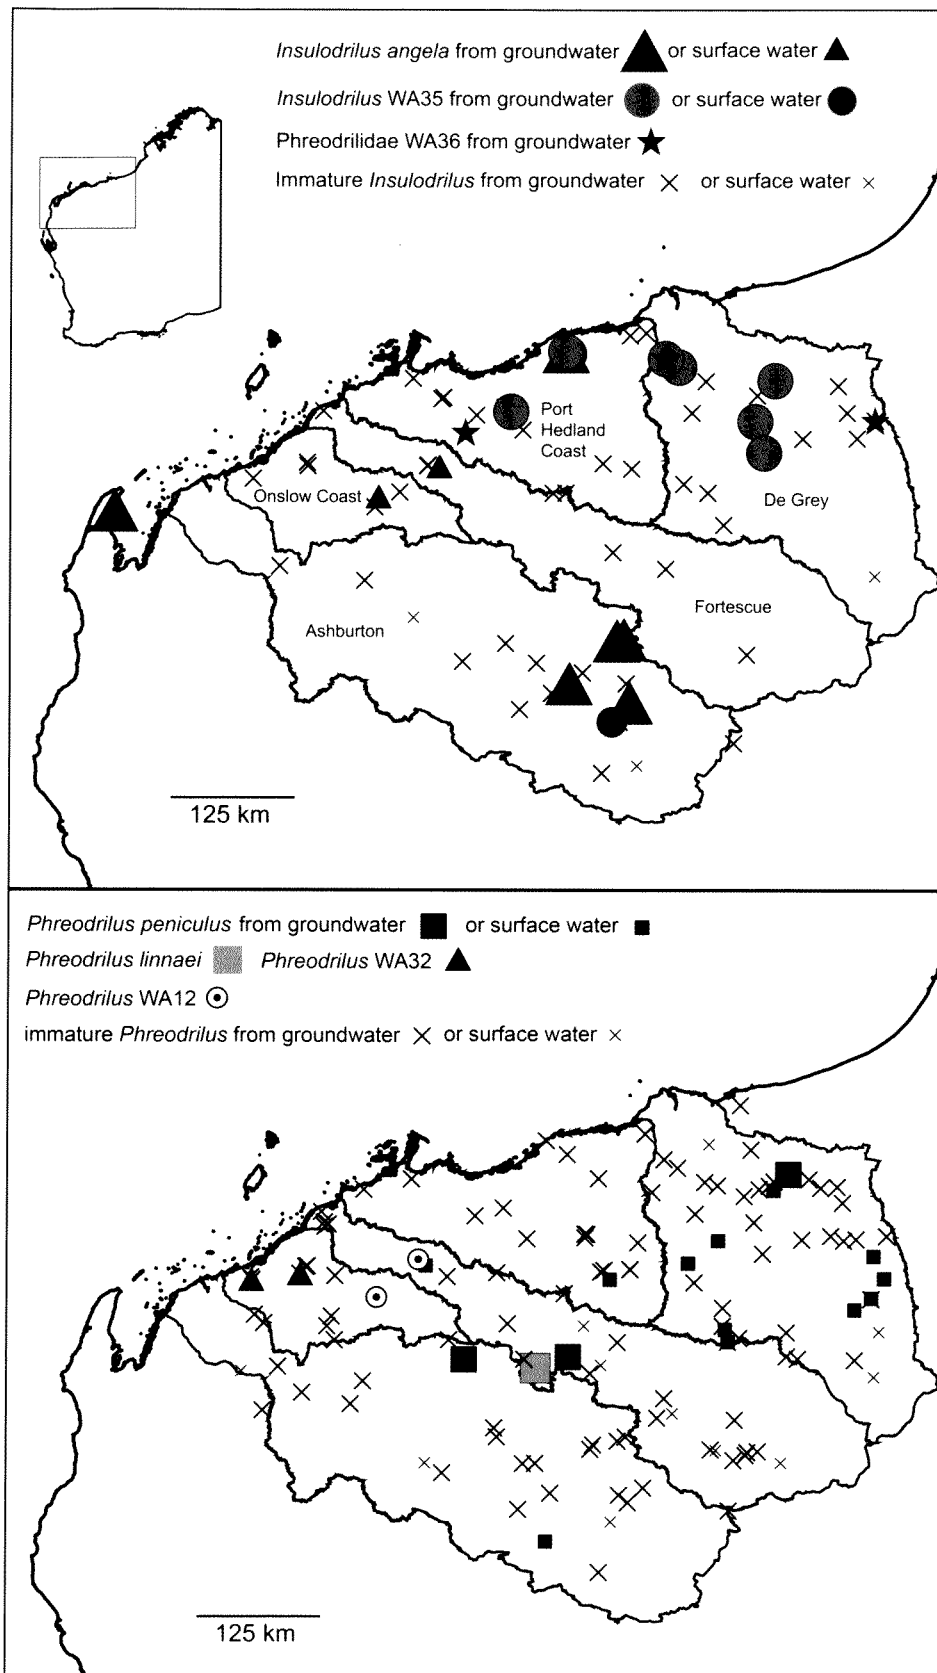 Insulodrilus angela from groundwater or surface water
Insulodrilus WA35 from groundwater or surface water
Phreodrilidae WA36 from groundwater
Immature Insulodrilus from groundwater or surface water
Port
Hedland
Coast
Onslow Coast
De Grey
Fortescue
Ashburton
125 km
Phreodrilus peniculus from groundwater or surface water
Phreodrilus linnaei Phreodrilus WA32
Phreodrilus WA12
immature Phreodrilus from groundwater or surface water
125 km